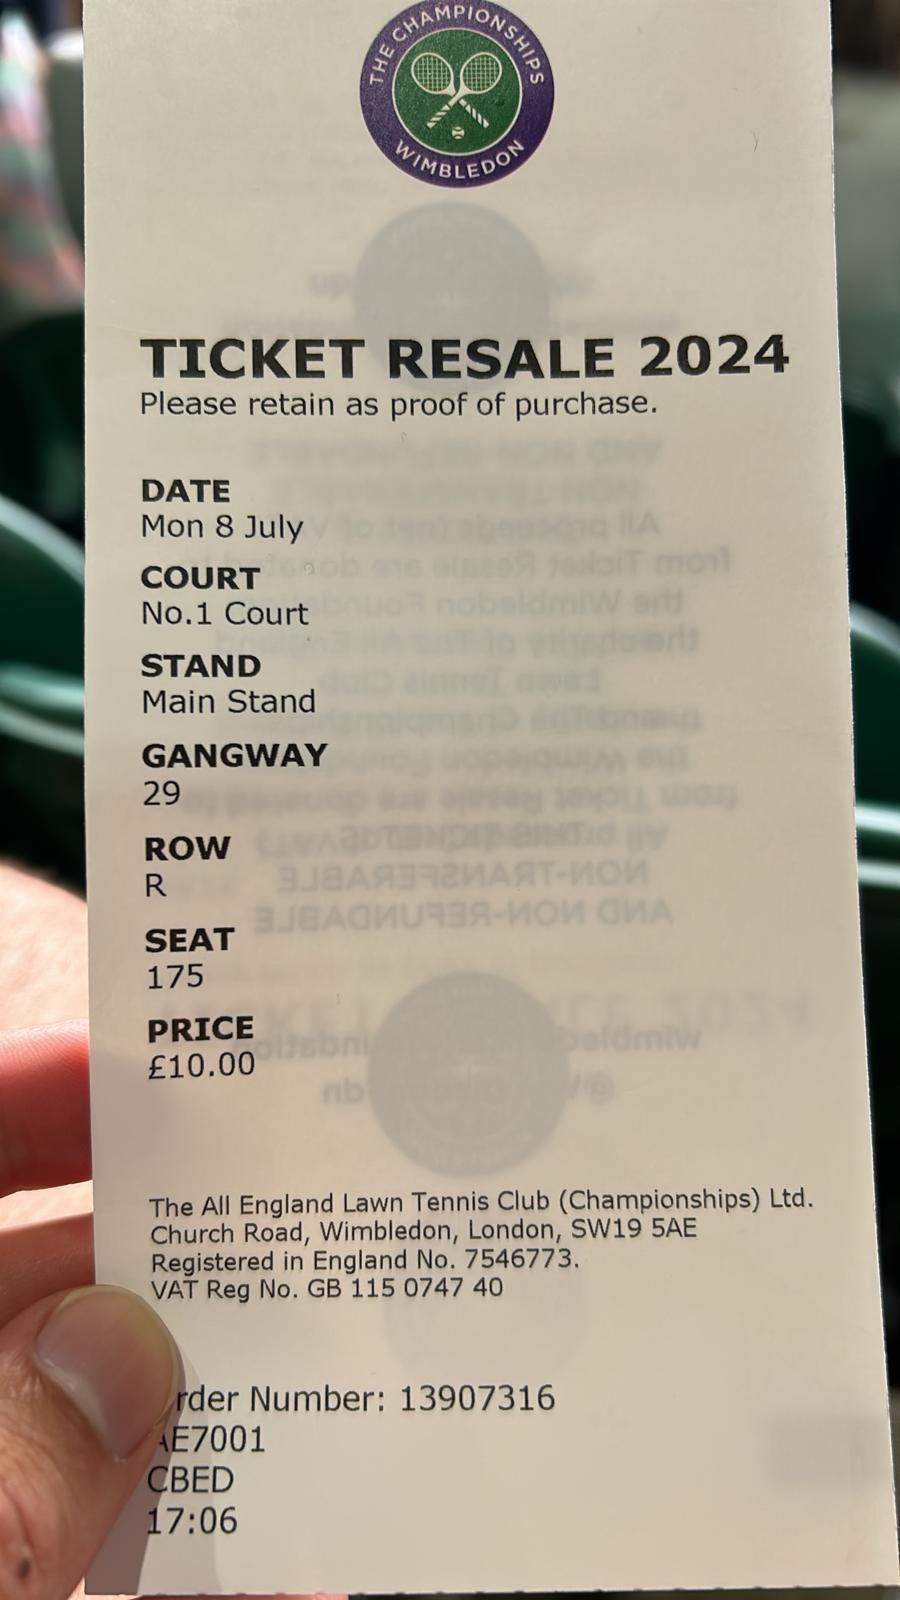 THE CHAMPIONSHIPS
WIMBLEDON
TICKET RESALE 2024
Please retain as proof of purchase.
DATE
Mon 8 July
COURT
No.1 Court
STAND
Main Stand
GANGWAY
29
ROW
R
SEAT
175
PRICE
£10.00
The All England Lawn Tennis Club (Championships) Ltd.
Church Road, Wimbledon, London, SW19 5AE
Registered in England No. 7546773.
VAT Reg No. GB 115 0747 40
rder Number: 13907316
AE7001
CBED
17:06